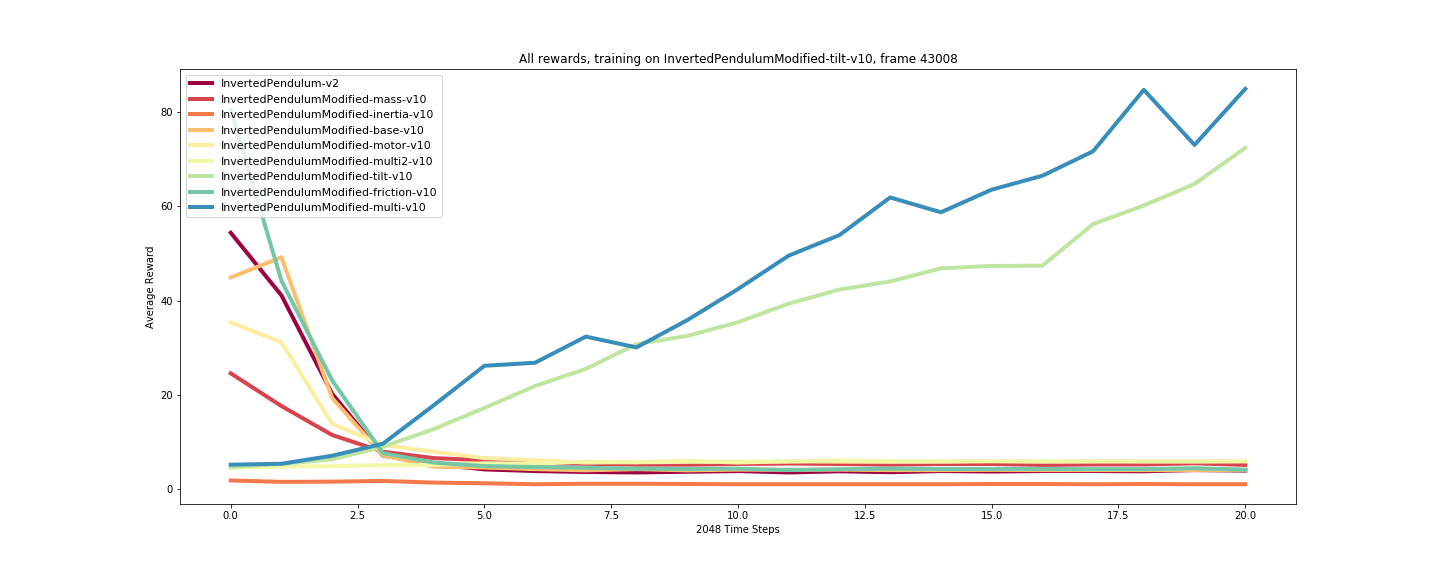 All rewards, training on InvertedPendulumModified-tilt-v10, frame 43008
InvertedPendulum-v2
InvertedPendulumModified-mass-v10
InvertedPendulumModified-inertia-v10
InvertedPendulumModified-base-v10
InvertedPendulumModified-motor-v10
InvertedPendulumModified-multi2-v10
InvertedPendulumModified-tilt-v10
InvertedPendulumModified-friction-v10
InvertedPendulumModified-multi-v10
80
60
40
20
0
Average Reward
0.0 2.5 5.0 7.5 10.0 12.5 15.0 17.5 20.0
2048 Time Steps